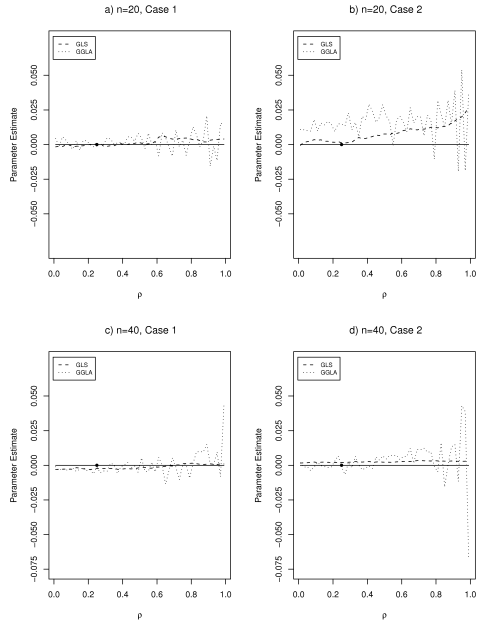 a) n=20, Case 1
GLS
GGLA
Parameter Estimate
0.050
0.025
0.000
−0.025
−0.050
0.0 0.2 0.4 0.6 0.8 1.0
ρ
b) n=20, Case 2
GLS
GGLA
Parameter Estimate
0.050
0.025
0.000
−0.025
−0.050
0.0 0.2 0.4 0.6 0.8 1.0
ρ
c) n=40, Case 1
GLS
GGLA
Parameter Estimate
0.050
0.025
0.000
−0.025
−0.050
−0.075
0.0 0.2 0.4 0.6 0.8 1.0
ρ
d) n=40, Case 2
GLS
GGLA
Parameter Estimate
0.050
0.025
0.000
−0.025
−0.050
−0.075
0.0 0.2 0.4 0.6 0.8 1.0
ρ